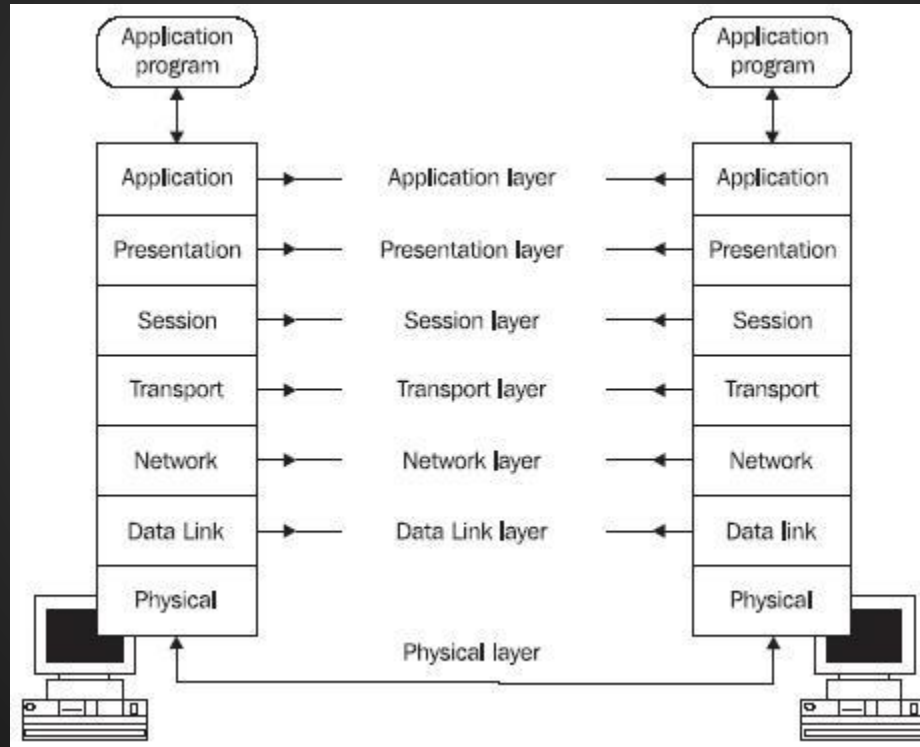 Application
program
Application
program
Application
Application layer
Application
Presentation
Presentation layer
Presentation
Session
Session layer
Session
Transport
Transport layer
Transport
Network
Network layer
Network
Data Link
Data Link layer
Data link
Physical
Physical
Physical layer